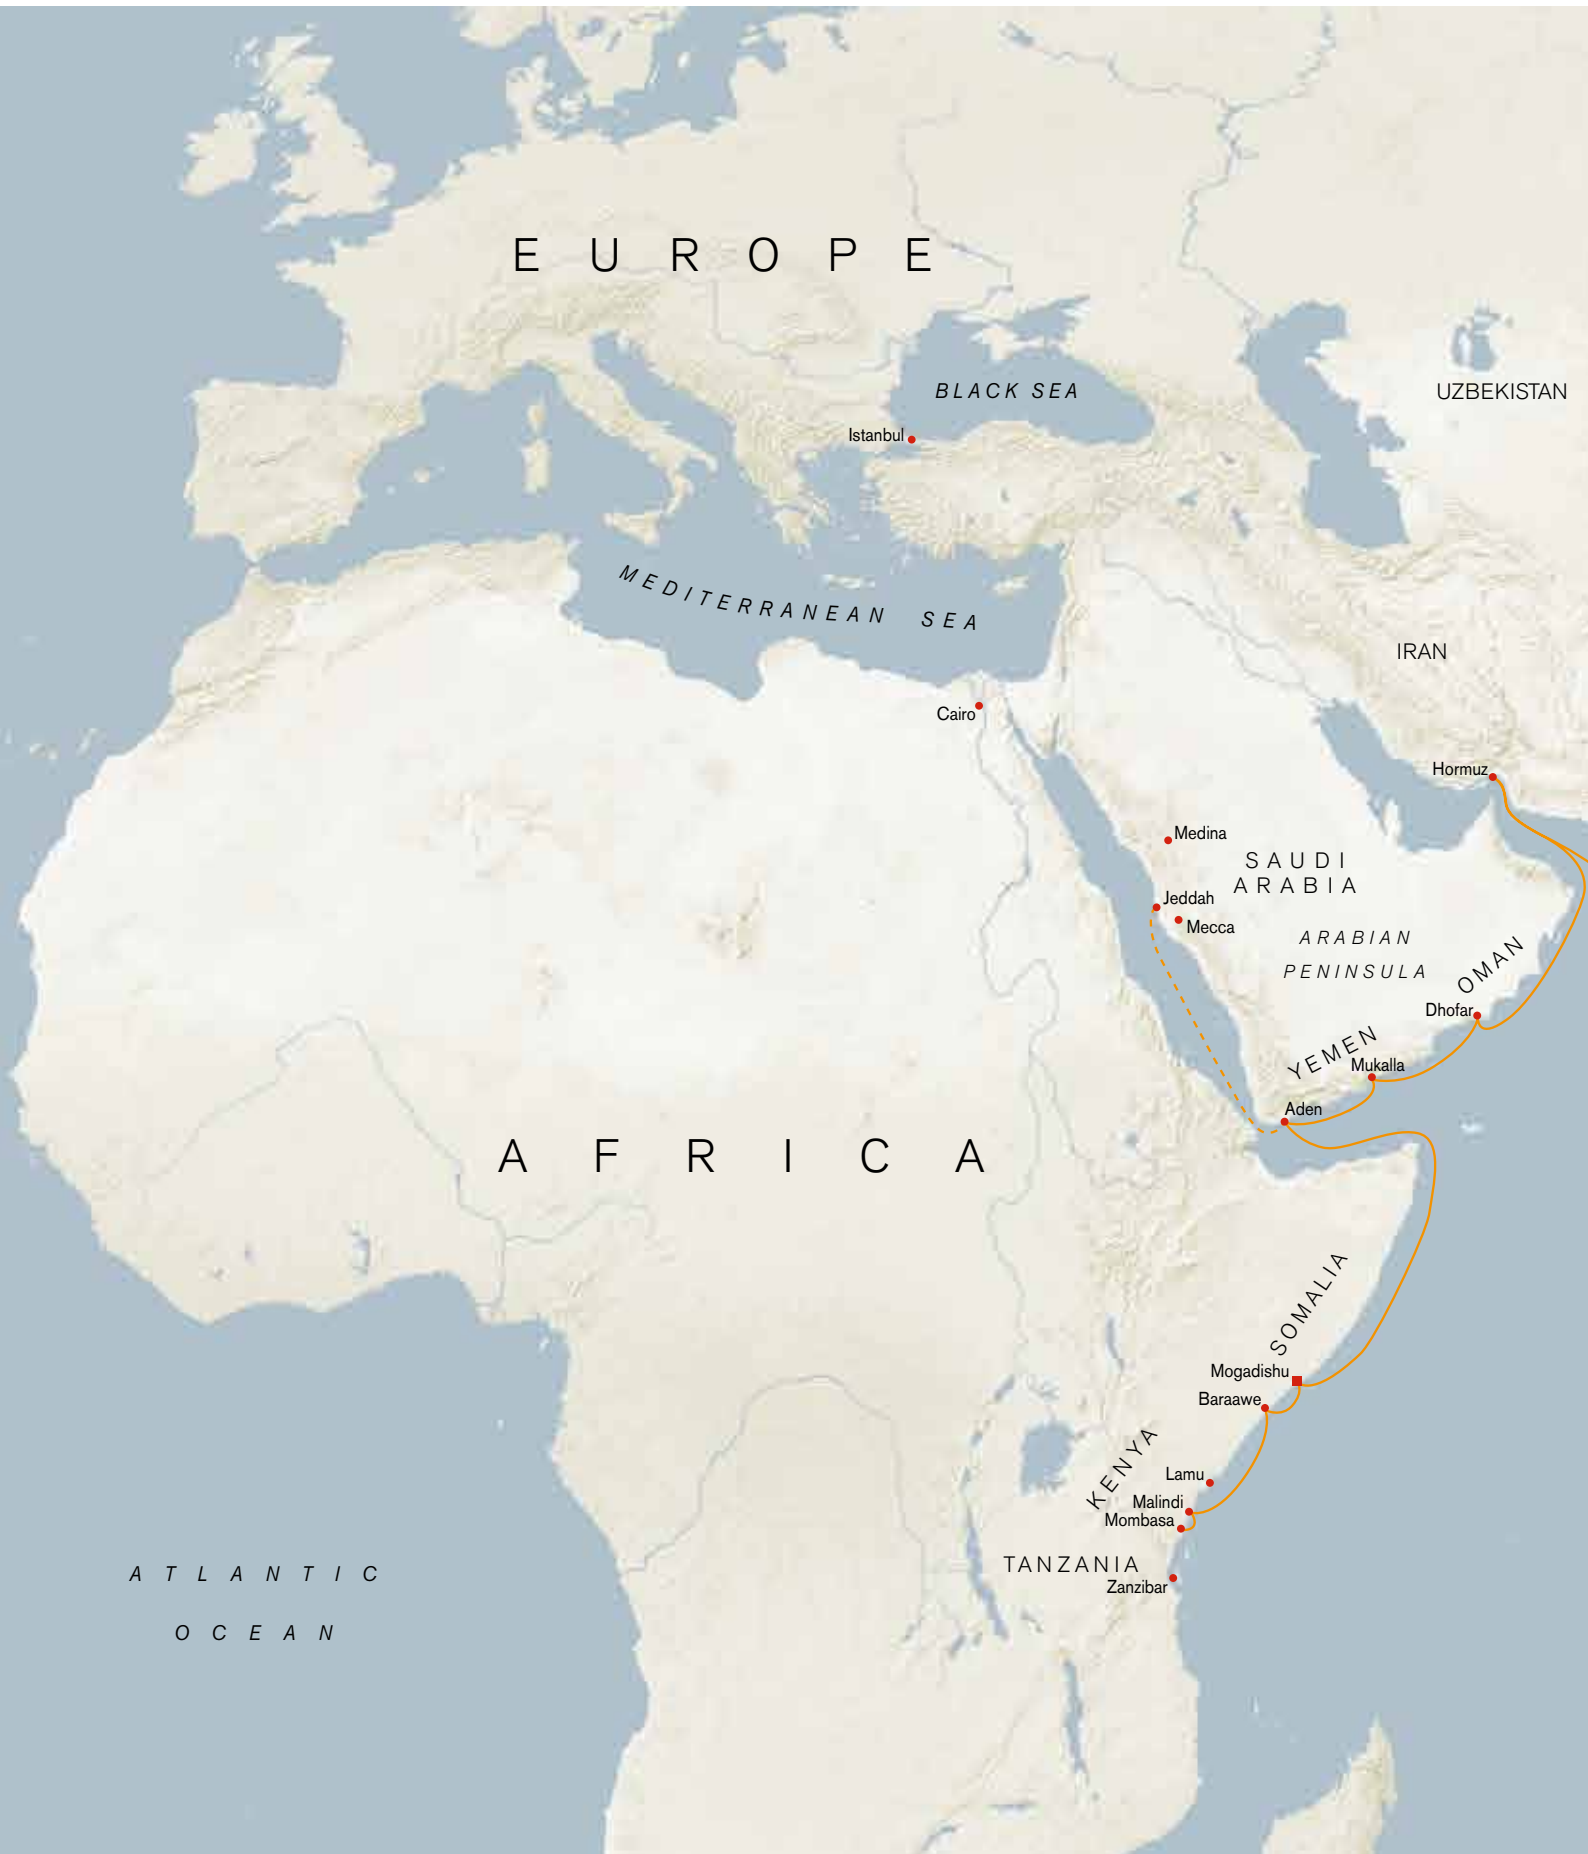 EUROPE
BLACK SEA
UZBEKISTAN
Istanbul
MEDITERRANEAN SEA
IRAN
Cairo
Hormuz
Medina
SAUDI
ARABIA
Jeddah
Mecca
ARABIAN
PENINSULA
OMAN
Dhofar
YEMEN
Mukalla
Aden
AFRICA
SOMALIA
Mogadishu
Baraawe
KENYA
Lamu
Malindi
Mombasa
TANZANIA
Zanzibar
ATLANTIC
OCEAN